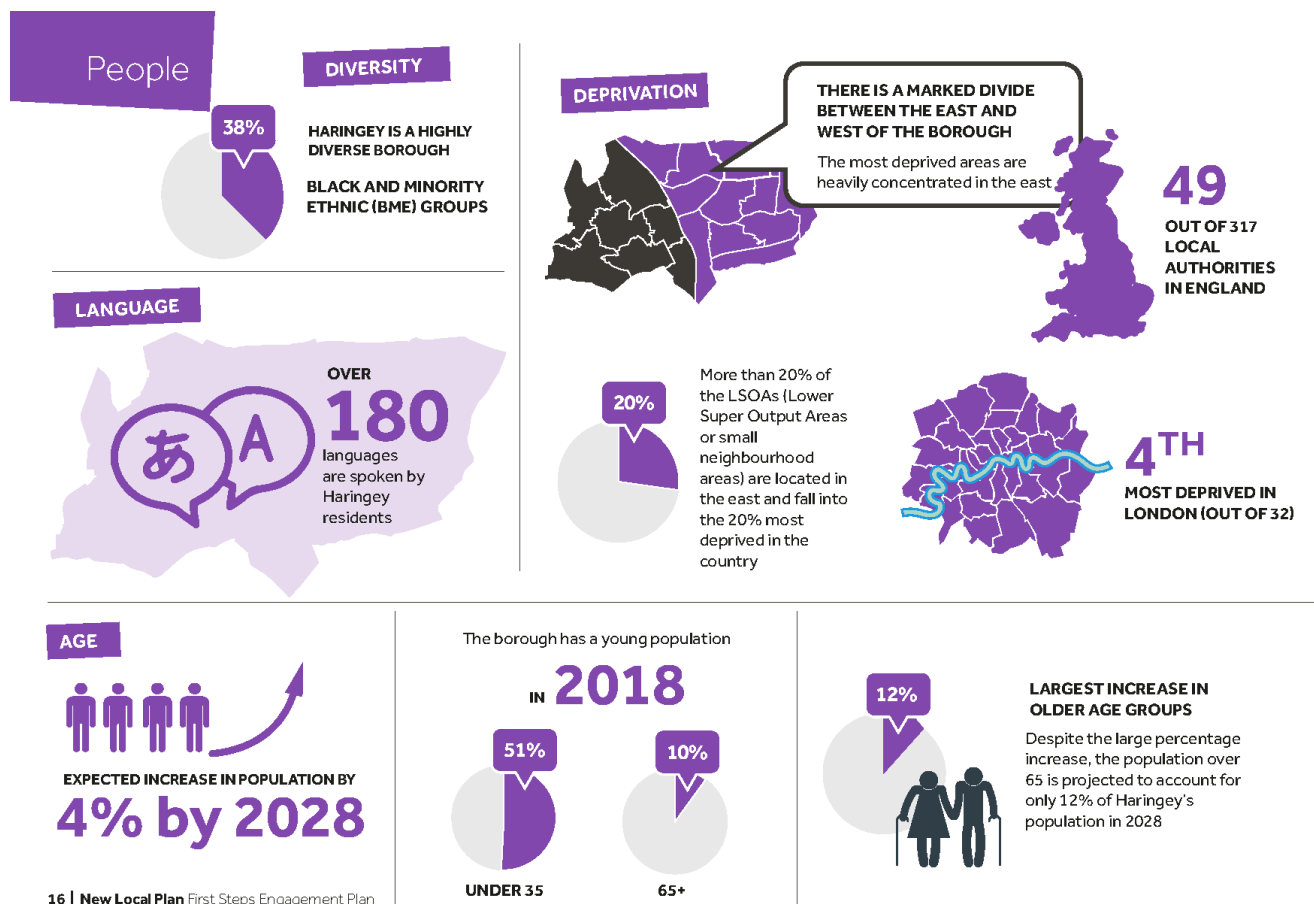 People
DIVERSITY
38%
HARINGEY IS A HIGHLY
DIVERSE BOROUGH
BLACK AND MINORITY
ETHNIC (BME) GROUPS
LANGUAGE
あ
A
OVER
180
languages
are spoken by
Haringey
residents
DEPRIVATION
THERE IS A MARKED DIVIDE
BETWEEN THE EAST AND
WEST OF THE BOROUGH
The most deprived areas are
heavily concentrated in the east
49
OUT OF 317
LOCAL
AUTHORITIES
IN ENGLAND
20%
More than 20% of
the LSOAs (Lower
Super Output Areas
or small
neighbourhood
areas) are located in
the east and fall into
the 20% most
deprived in the
country
4TH
MOST DEPRIVED IN
LONDON (OUT OF 32)
AGE
EXPECTED INCREASE IN POPULATION BY
4% by 2028
The borough has a young population
IN 2018
51%
UNDER 35
10%
65+
12%
LARGEST INCREASE IN
OLDER AGE GROUPS
Despite the large percentage
increase, the population over
65 is projected to account for
only 12% of Haringey's
population in 2028
16 | New Local Plan First Steps Engagement Plan